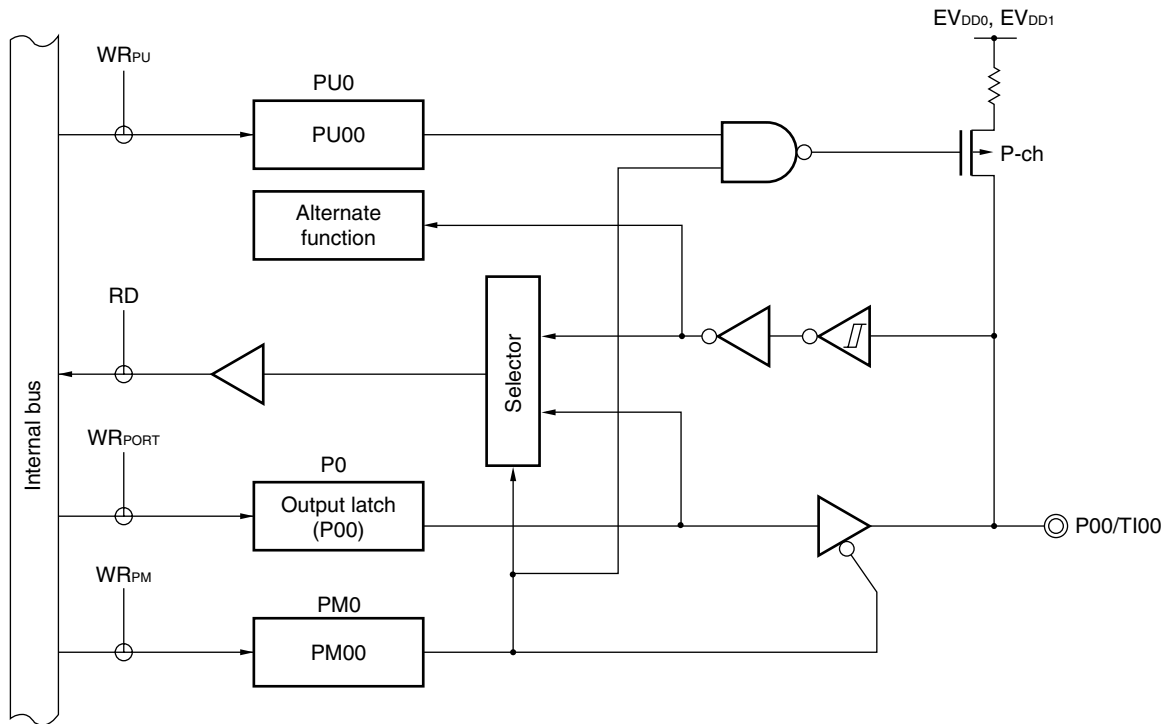 EVDD0, EVDD1
WRPU
PU0
PU00
P-ch
Alternate
function
RD
Selector
Internal bus
WRPORT
P0
Output latch
(P00)
P00/TI00
WRPM
PM0
PM00